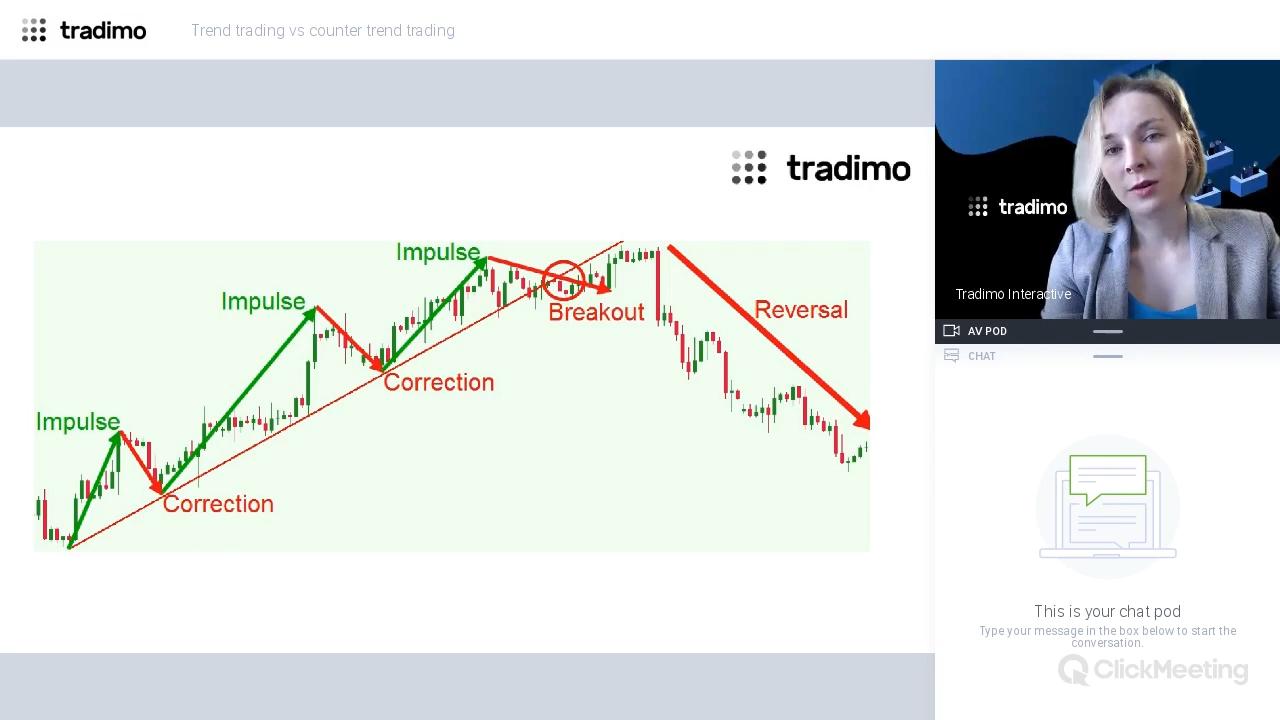 tradimo
Trend trading vs counter trend trading
tradimo
Impulse
Impulse
Breakout
Reversal
Correction
Impulse
Correction
tradimo
Tradimo Interactive
AV POD
CHAT
This is your chat pod
Type your message in the box below to start the
conversation.
ClickMeeting